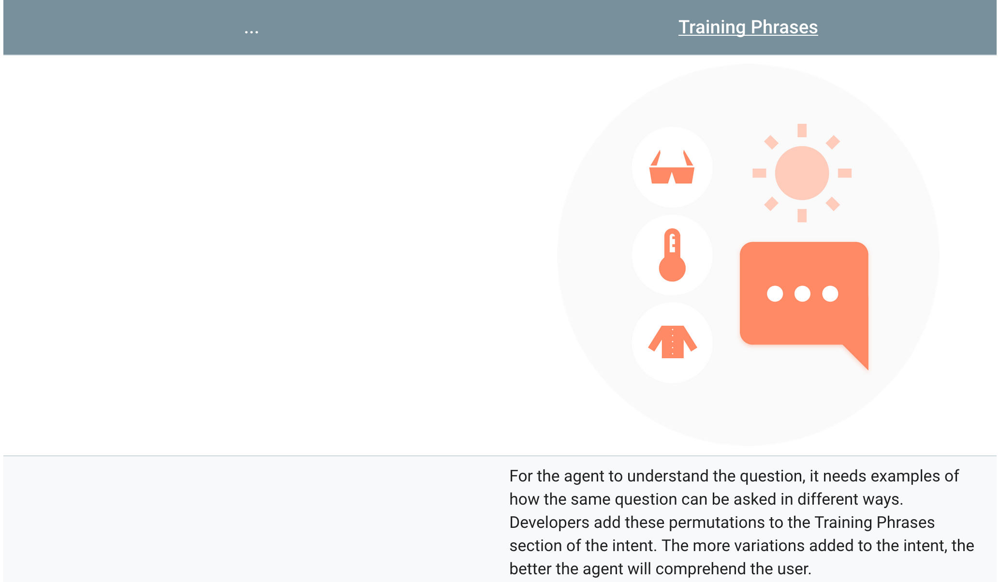 ...
Training Phrases
For the agent to understand the question, it needs examples of
how the same question can be asked in different ways.
Developers add these permutations to the Training Phrases
section of the intent. The more variations added to the intent, the
better the agent will comprehend the user.